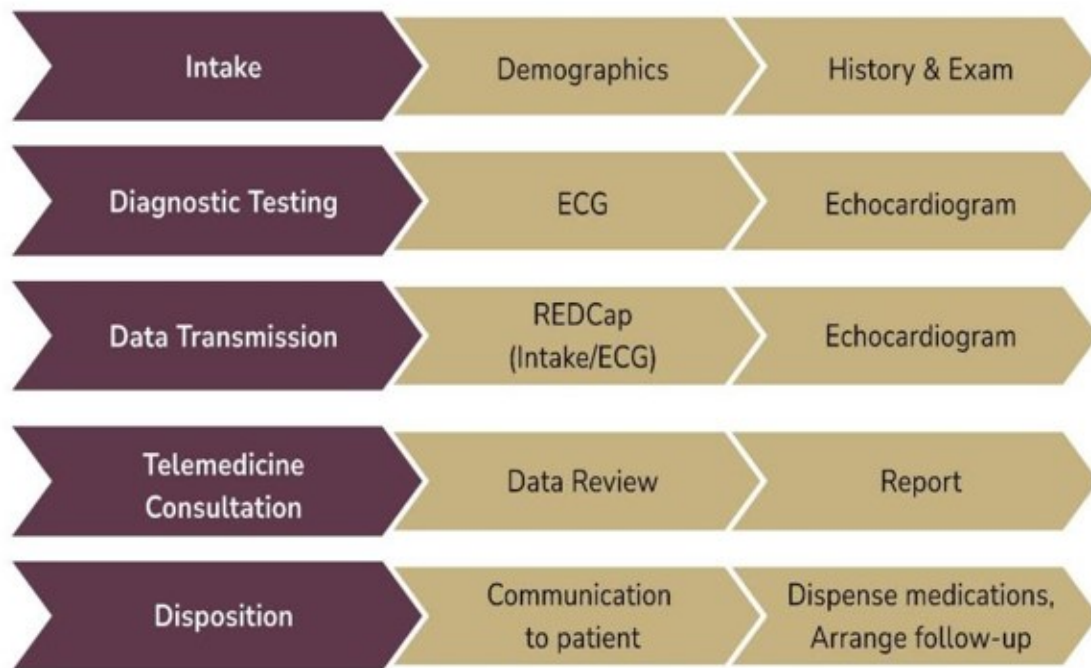 Intake
Demographics
History & Exam
Diagnostic Testing
ECG
Echocardiogram
Data Transmission
REDCap
(Intake/ECG)
Echocardiogram
Telemedicine
Consultation
Data Review
Report
Disposition
Communication
to patient
Dispense medications,
Arrange follow-up